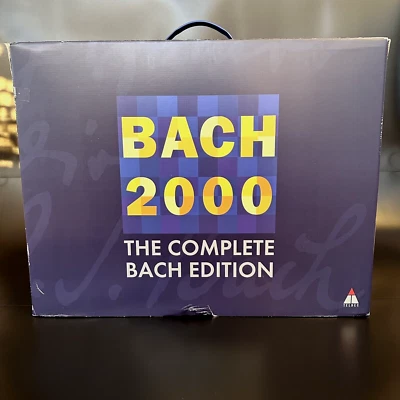 BACH
2000
THE COMPLETE
BACH EDITION
TELDEC